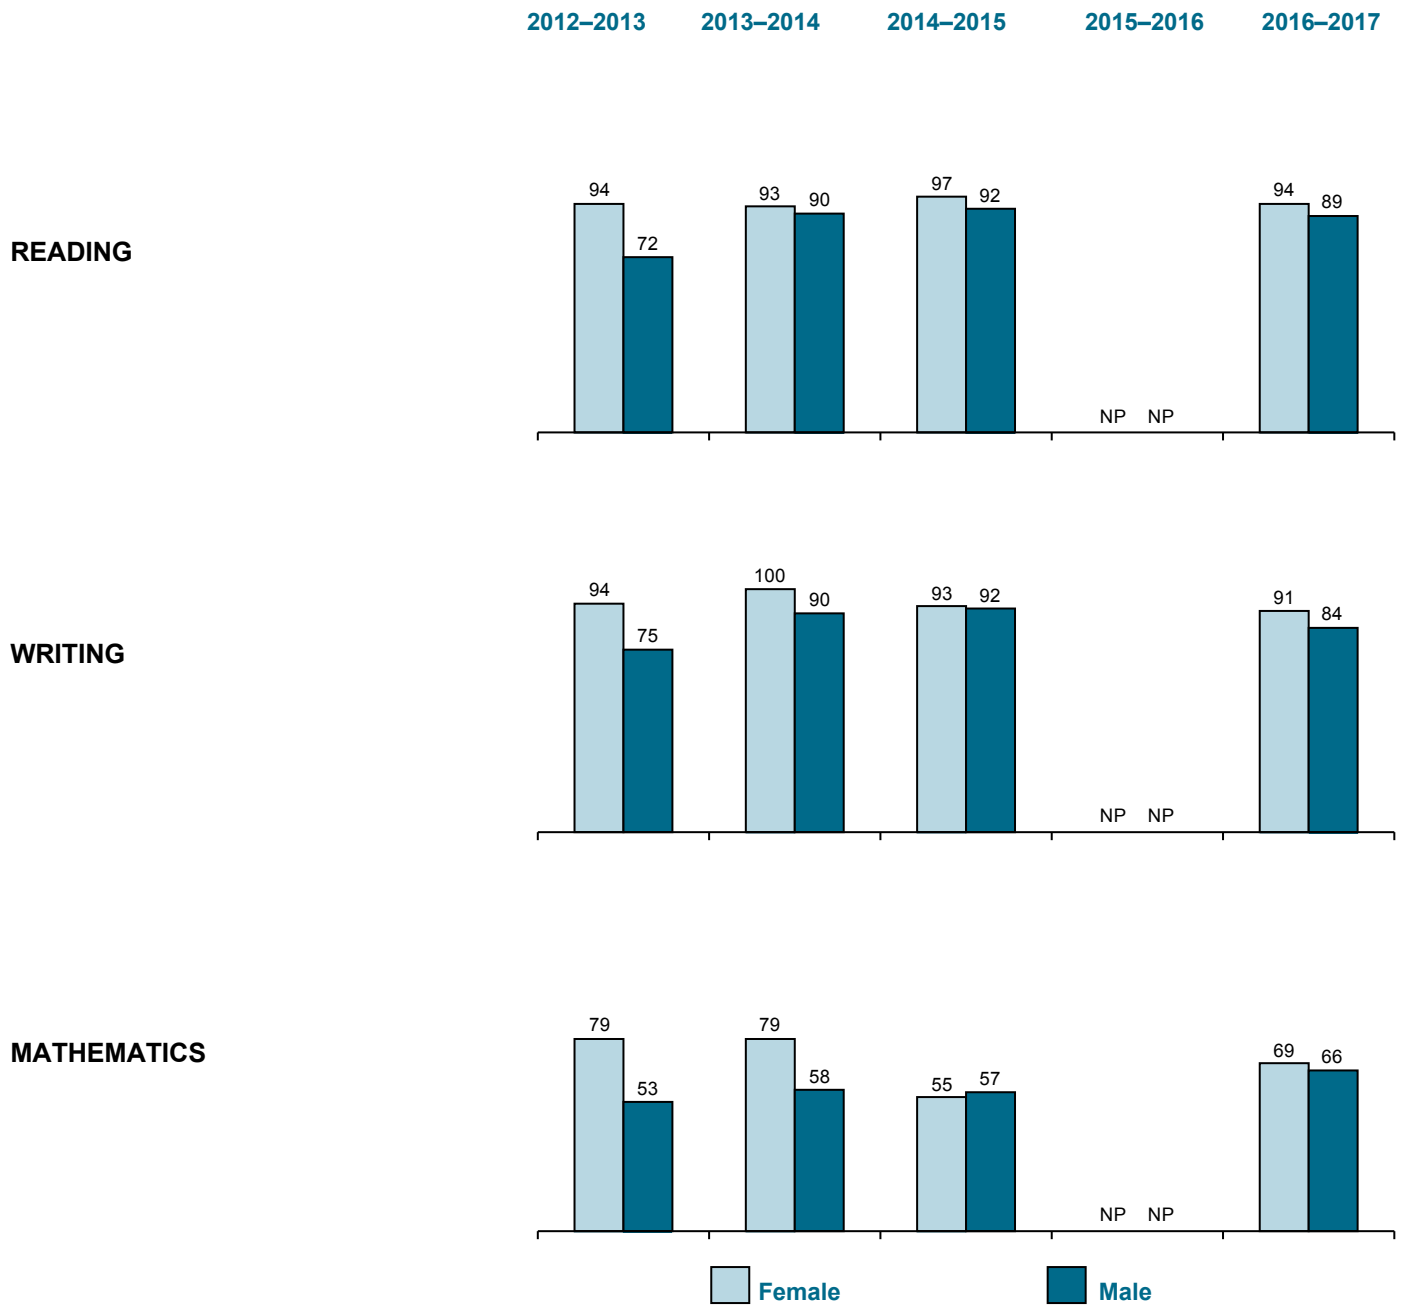 2012–2013 2013–2014 2014–2015 2015–2016 2016–2017
READING
94 72 93 90 97 92 NP NP 94 89
WRITING
94 75 100 90 93 92 NP NP 91 84
MATHEMATICS
79 53 79 58 55 57 NP NP 69 66
Female Male